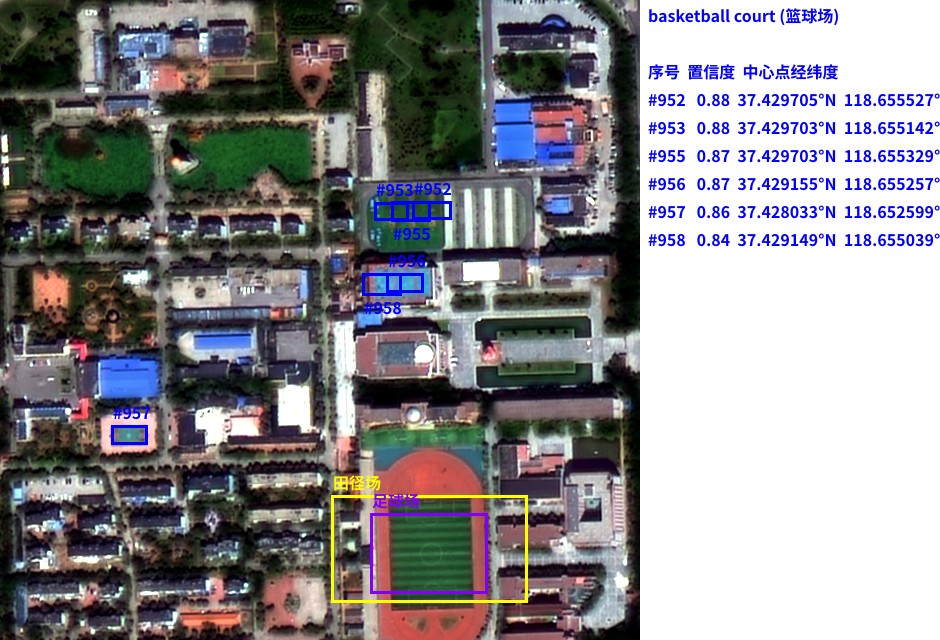 basketball court (篮球场)
序号 置信度 中心点经纬度
#952 0.88 37.429705°N 118.655527°
#953 0.88 37.429703°N 118.655142°
#955 0.87 37.429703°N 118.655329°
#956 0.87 37.429155°N 118.655257°
#957 0.86 37.428033°N 118.652599°
#958 0.84 37.429149°N 118.655039°
#953 #952
#955
#956
#958
#957
田径场
足球场